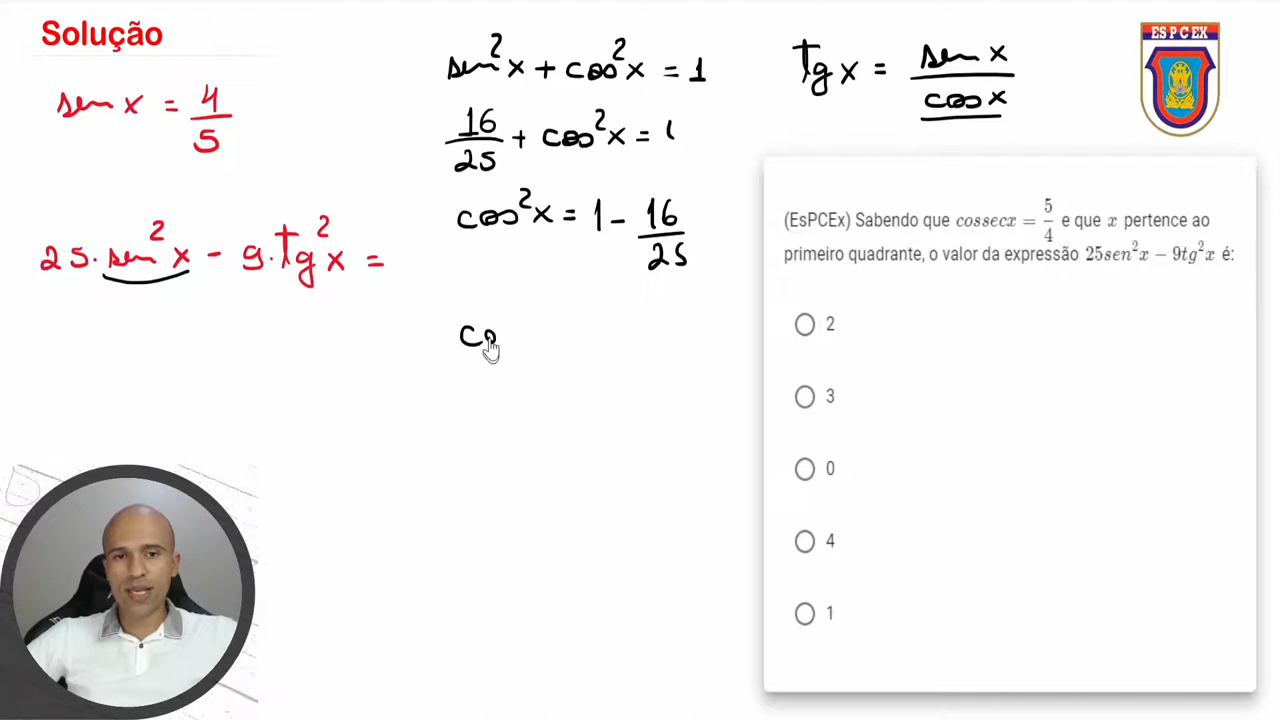 Solução
sen x = 4/5
25 · sen²x - 9 · tg²x =
sen²x + cos²x = 1
16/25 + cos²x = 1
cos²x = 1 - 16/25
co
tg x = sen x/cos x
ESPCEX
(EsPCEx) Sabendo que cossecx = 5/4 e que x pertence ao
primeiro quadrante, o valor da expressão 25sen²x − 9tg²x é:
2
3
0
4
1